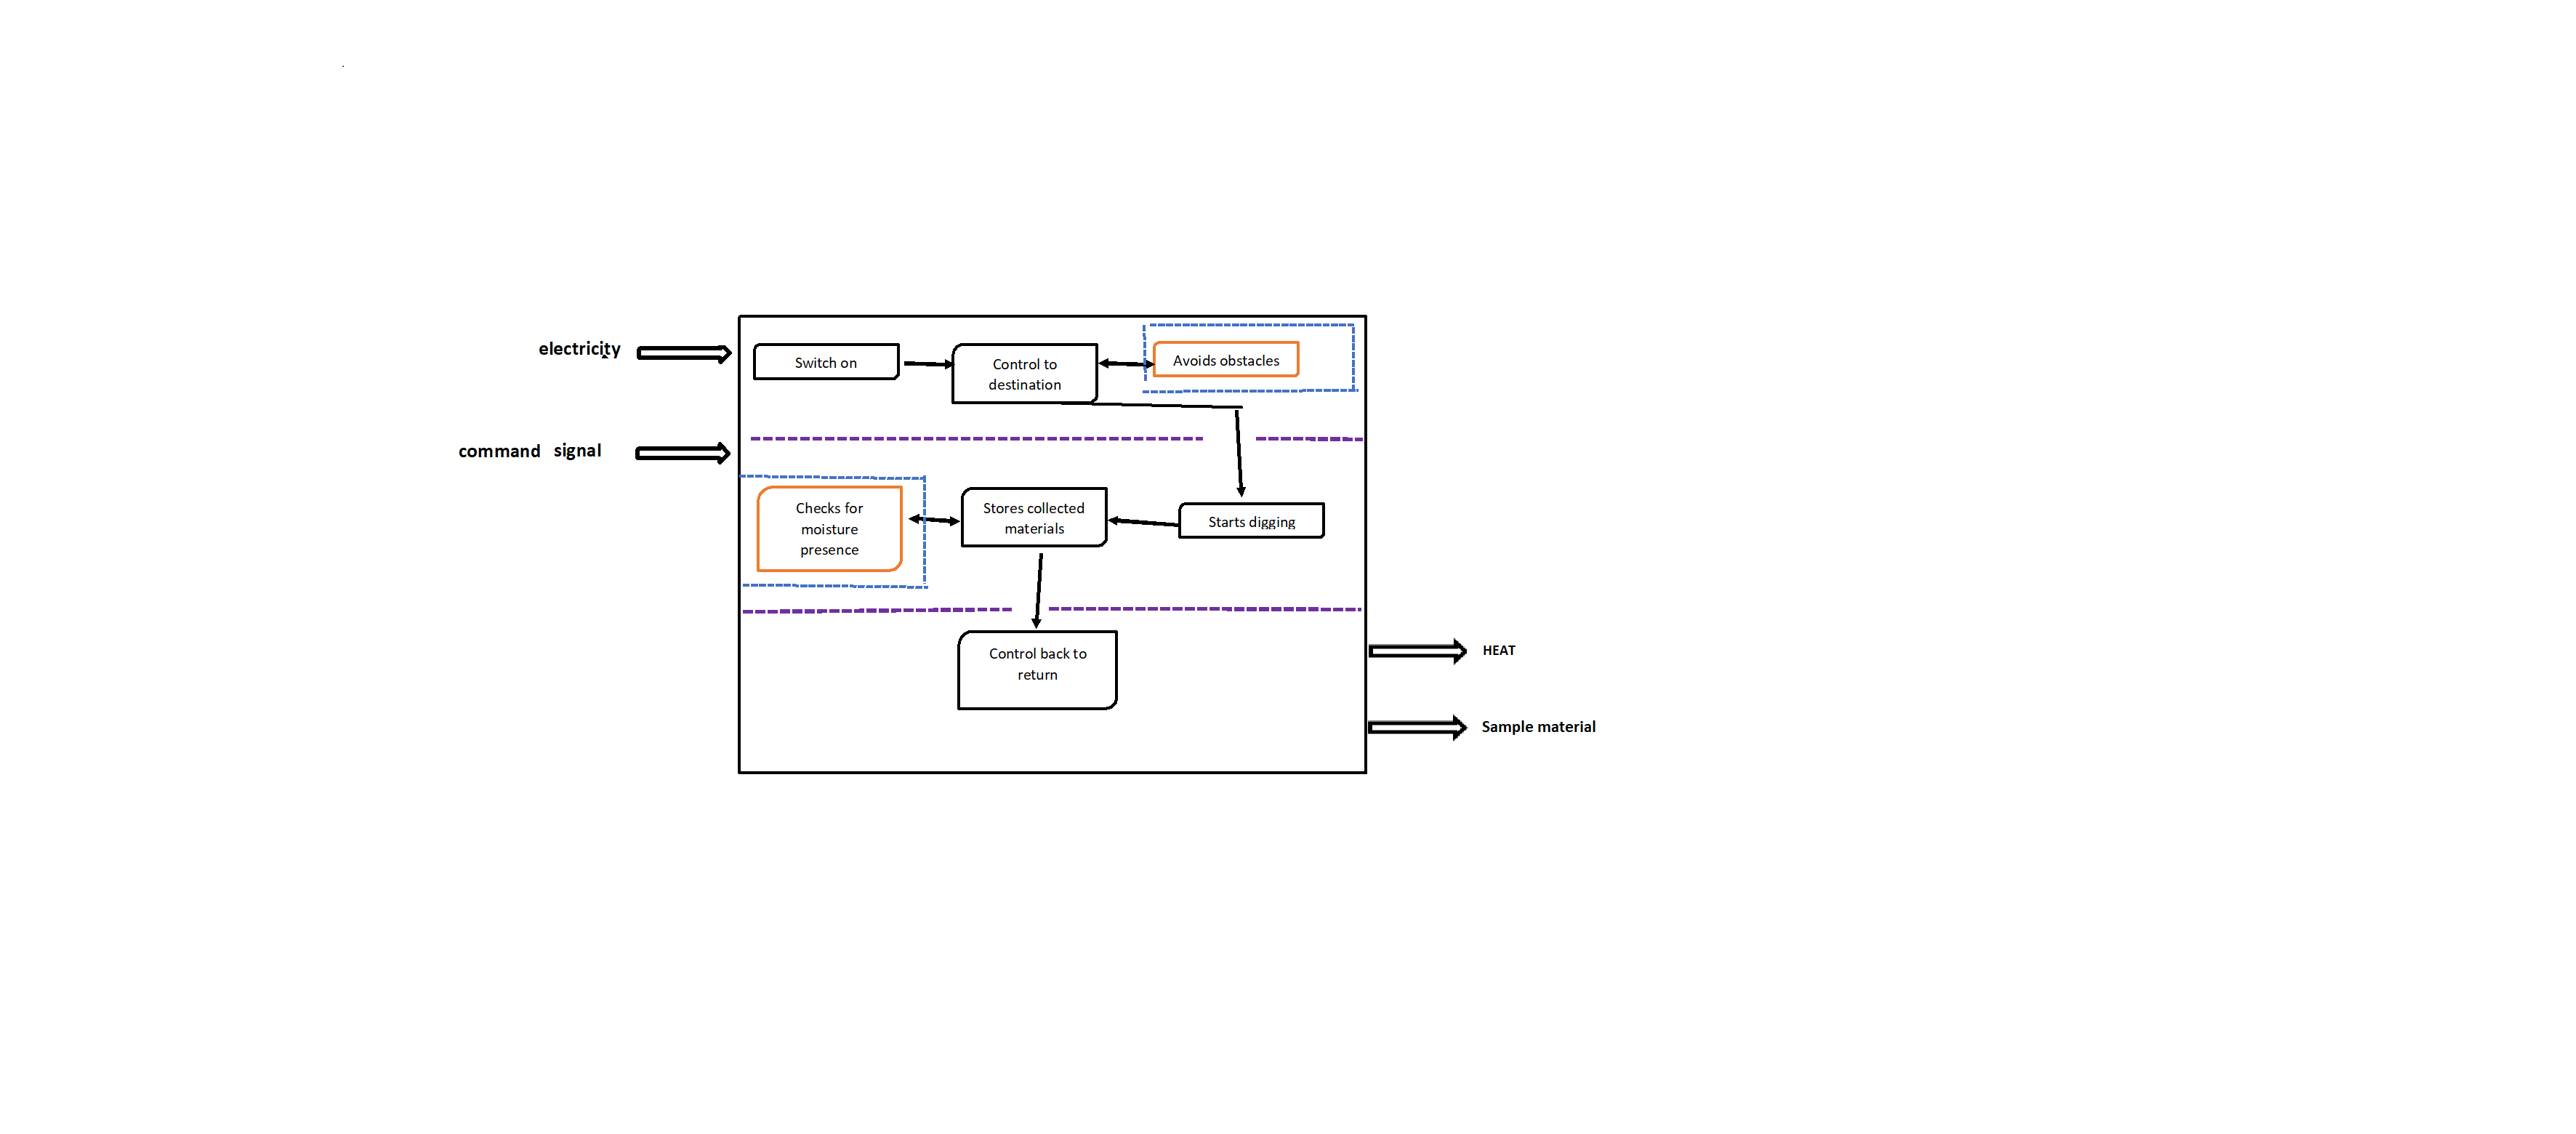 electricity
Switch on
Control to
destination
Avoids obstacles
command signal
Checks for
moisture
presence
Stores collected
materials
Starts digging
Control back to
return
HEAT
Sample material